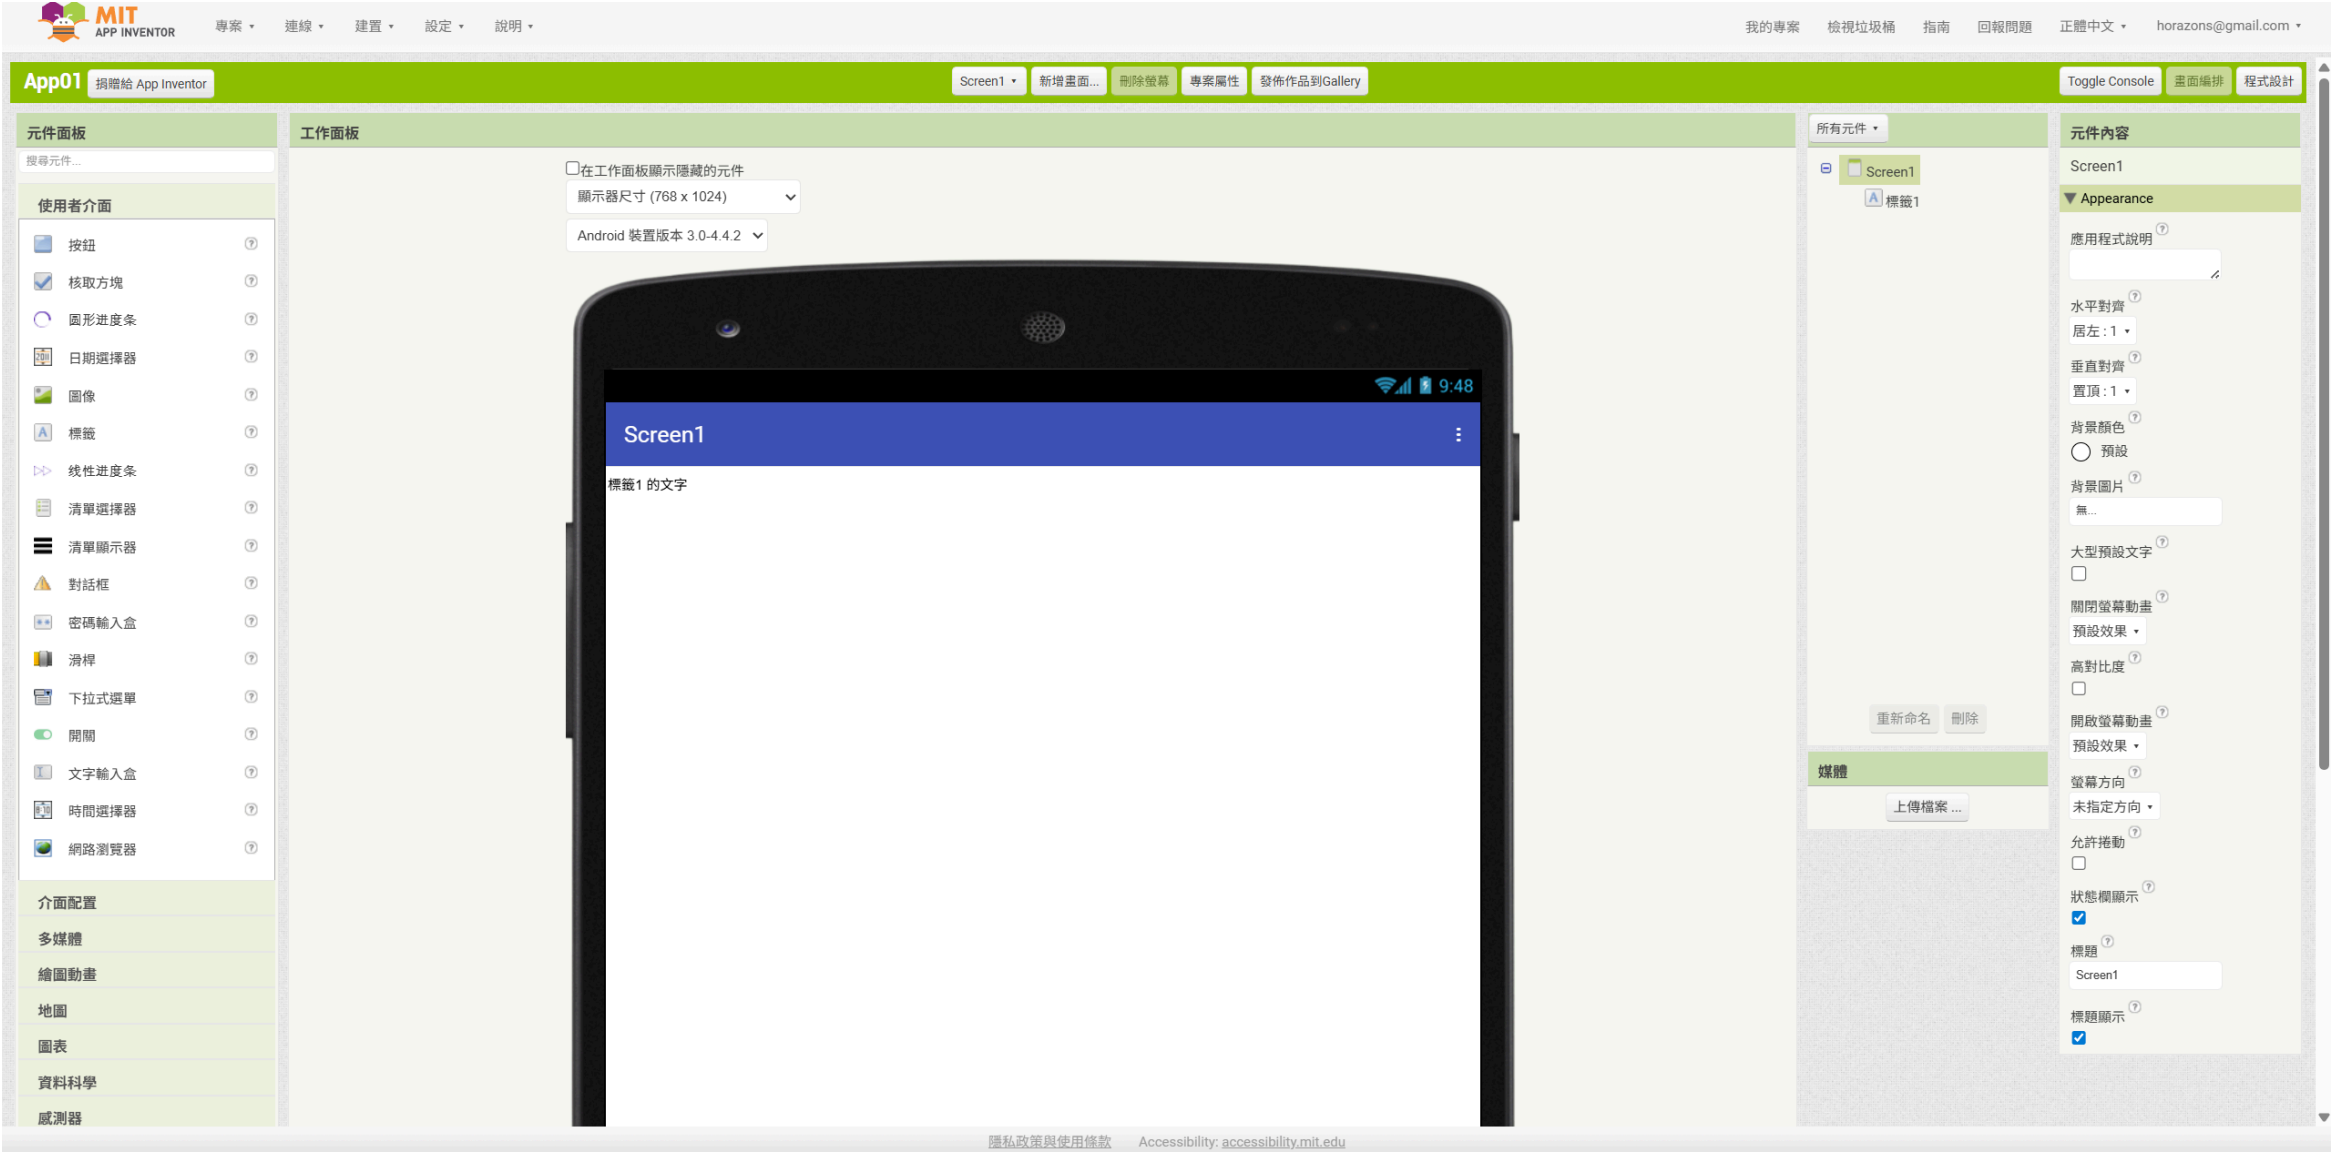 MIT
APP INVENTOR
專案 連線 建置 設定 說明 我的專案 檢視垃圾桶 指南 回報問題 正體中文 horazons@gmail.com
App01 捐贈給 App Inventor Screen1 新增畫面... 刪除螢幕 專案屬性 發佈作品到Gallery Toggle Console 畫面編排 程式設計
元件面板
搜尋元件...
使用者介面
按鈕
核取方塊
圆形进度条
日期選擇器
圖像
標籤
线性进度条
清單選擇器
清單顯示器
對話框
密碼輸入盒
滑桿
下拉式選單
開關
文字輸入盒
時間選擇器
網路瀏覽器
介面配置
多媒體
繪圖動畫
地圖
圖表
資料科學
感測器
工作面板
在工作面板顯示隱藏的元件
顯示器尺寸 (768 x 1024)
Android 裝置版本 3.0-4.4.2
9:48
Screen1
標籤1 的文字
所有元件
Screen1
標籤1
重新命名 刪除
媒體
上傳檔案 ...
元件內容
Screen1
Appearance
應用程式說明
水平對齊
居左 : 1
垂直對齊
置頂 : 1
背景顏色
預設
背景圖片
無...
大型預設文字
關閉螢幕動畫
預設效果
高對比度
開啟螢幕動畫
預設效果
螢幕方向
未指定方向
允許捲動
狀態欄顯示
標題
Screen1
標題顯示
隱私政策與使用條款 Accessibility: accessibility.mit.edu